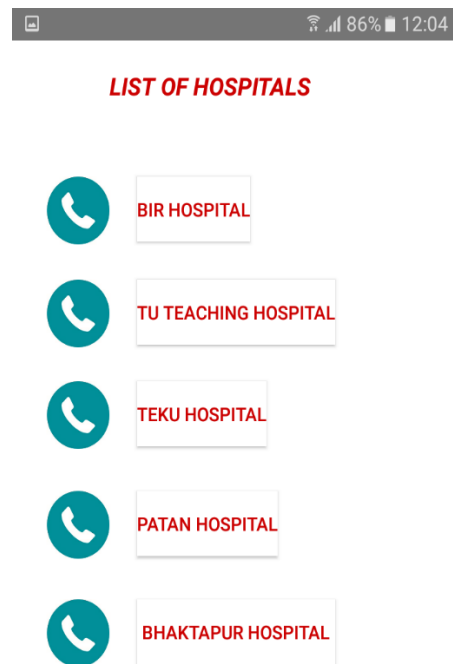 86% 12:04
LIST OF HOSPITALS
BIR HOSPITAL
TU TEACHING HOSPITAL
TEKU HOSPITAL
PATAN HOSPITAL
BHAKTAPUR HOSPITAL